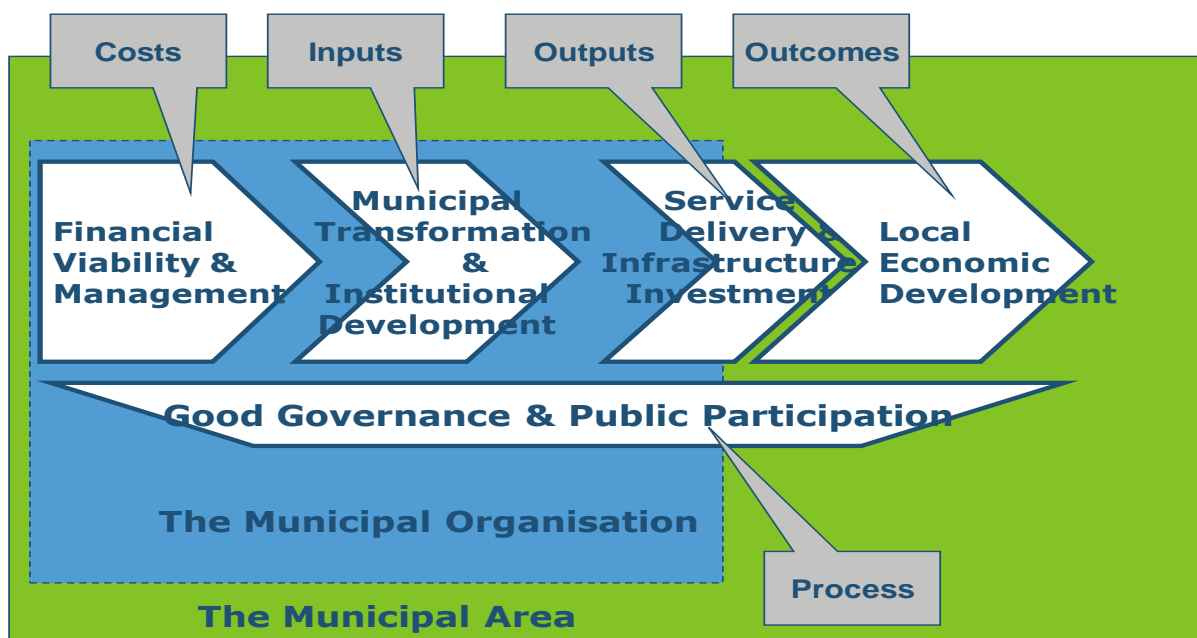 Costs
Inputs
Outputs
Outcomes
Financial
Viability &
Management
Municipal
Transformation
&
Institutional
Development
Service
Delivery &
Infrastructure
Investment
Local
Economic
Development
Good Governance & Public Participation
The Municipal Organisation
Process
The Municipal Area